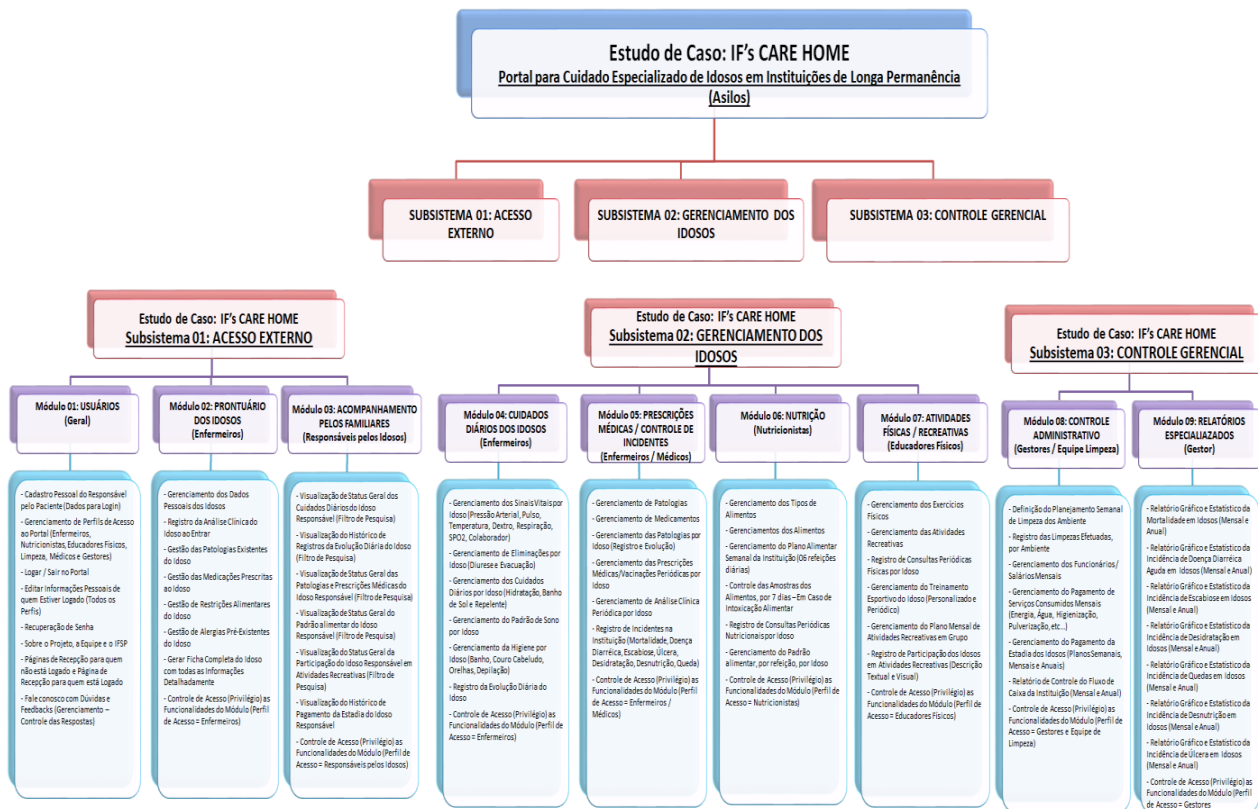 Estudo de Caso: IF's CARE HOME
Portal para Cuidado Especializado de Idosos em Instituições de Longa Permanência
(Asilos)
SUBSISTEMA 01: ACESSO
EXTERNO
SUBSISTEMA 02: GERENCIAMENTO DOS
IDOSOS
SUBSISTEMA 03: CONTROLE GERENCIAL
Estudo de Caso: IF's CARE HOME
Subsistema 01: ACESSO EXTERNO
Módulo 01: USUÁRIOS
(Geral)
- Cadastro Pessoal do Responsável
pelo Paciente (Dados para Login)
- Gerenciamento de Perfis de Acesso
ao Portal (Enfermeiros,
Nutricionistas, Educadores Físicos,
Limpeza, Médicos e Gestores)
- Logar / Sair no Portal
- Editar Informações Pessoais de
quem Estiver Logado (Todos os
Perfis)
- Recuperação de Senha
- Sobre o Projeto, a Equipe e o IFSP
- Páginas de Recepção para quem
não está Logado e Página de
Recepção para quem está Logado
- Fale conosco com Dúvidas e
Feedbacks (Gerenciamento –
Controle das Respostas)
Módulo 02: PRONTUÁRIO
DOS IDOSOS
(Enfermeiros)
- Gerenciamento dos Dados
Pessoais dos Idosos
- Registro da Análise Clínica do
Idoso ao Entrar
- Gestão das Patologias Existentes
do Idoso
- Gestão das Medicações Prescritas
ao Idoso
- Gestão de Restrições Alimentares
do Idoso
- Gestão de Alergias Pré-Existentes
do Idoso
- Gerar Ficha Completa do Idoso
com todas as Informações
Detalhadamente
- Controle de Acesso (Privilégio) as
Funcionalidades do Módulo (Perfil
de Acesso = Enfermeiros)
Módulo 03: ACOMPANHAMENTO
PELOS FAMILIARES
(Responsáveis pelos Idosos)
- Visualização de Status Geral dos
Cuidados Diários do Idoso
Responsável (Filtro de Pesquisa)
- Visualização do Histórico de
Registros da Evolução Diária do Idoso
(Filtro de Pesquisa)
- Visualização de Status Geral das
Patologias e Prescrições Médicas do
Idoso Responsável (Filtro de Pesquisa)
- Visualização de Status Geral do
Padrão alimentar do Idoso
Responsável (Filtro de Pesquisa)
- Visualização do Status Geral da
Participação do Idoso Responsável em
Atividades Recreativas (Filtro de
Pesquisa)
- Visualização do Histórico de
Pagamento da Estadia do Idoso
Responsável
- Controle de Acesso (Privilégio) as
Funcionalidades do Módulo (Perfil de
Acesso = Responsáveis pelos Idosos)
Estudo de Caso: IF's CARE HOME
Subsistema 02: GERENCIAMENTO DOS
IDOSOS
Módulo 04: CUIDADOS
DIÁRIOS DOS IDOSOS
(Enfermeiros)
- Gerenciamento dos Sinais Vitais por
Idoso (Pressão Arterial, Pulso,
Temperatura, Dextro, Respiração,
SPO2, Colaborador)
- Gerenciamento de Eliminações por
Idoso (Diurese e Evacuação)
- Gerenciamento dos Cuidados
Diários por Idoso (Hidratação, Banho
de Sol e Repelente)
- Gerenciamento do Padrão de
Sono por Idoso
- Gerenciamento da Higiene por
Idoso (Banho, Couro Cabeludo,
Orelhas, Depilação)
- Registro da Evolução Diária do
Idoso
- Controle de Acesso (Privilégio) as
Funcionalidades do Módulo (Perfil de
Acesso = Enfermeiros)
Módulo 05: PRESCRIÇÕES
MÉDICAS / CONTROLE DE
INCIDENTES
(Enfermeiros / Médicos)
- Gerenciamento de Patologias
- Gerenciamento de Medicamentos
- Gerenciamento das Patologias por
Idoso (Registro e Evolução)
- Gerenciamento das Prescrições
Médicas/Vacinações Periódicas por
Idoso
- Gerenciamento de Análise Clínica
Periódica por Idoso
- Registro de Incidentes na
Instituição (Mortalidade, Doença
Diarréica, Escabiose, Úlcera,
Desidratação, Desnutrição, Queda)
- Controle de Acesso (Privilégio) as
Funcionalidades do Módulo (Perfil
de Acesso = Enfermeiros /
Médicos)
Módulo 06: NUTRIÇÃO
(Nutricionistas)
- Gerenciamento dos Tipos de
Alimentos
- Gerenciamentos dos Alimentos
- Gerenciamento do Plano Alimentar
Semanal da Instituição (06 refeições
diárias)
- Controle das Amostras dos
Alimentos, por 7 dias – Em Caso de
Intoxicação Alimentar
- Registro de Consultas Periódicas
Nutricionais por Idoso
- Gerenciamento do Padrão
alimentar, por refeição, por Idoso
- Controle de Acesso (Privilégio) as
Funcionalidades do Módulo (Perfil de
Acesso = Nutricionistas)
Módulo 07: ATIVIDADES
FÍSICAS / RECREATIVAS
(Educadores Físicos)
- Gerenciamento dos Exercícios
Físicos
- Gerenciamento das Atividades
Recreativas
- Registro de Consultas Periódicas
Físicas por Idoso
- Gerenciamento do Treinamento
Esportivo do Idoso (Personalizado e
Periódico)
- Gerenciamento do Plano Mensal de
Atividades Recreativas em Grupo
- Registro de Participação dos Idosos
em Atividades Recreativas (Descrição
Textual e Visual)
- Controle de Acesso (Privilégio) as
Funcionalidades do Módulo (Perfil de
Acesso = Educadores Físicos)
Estudo de Caso: IF's CARE HOME
Subsistema 03: CONTROLE GERENCIAL
Módulo 08: CONTROLE
ADMINISTRATIVO
(Gestores / Equipe Limpeza)
- Definição do Planejamento Semanal
de Limpeza do Ambiente
- Registro das Limpezas Efetuadas,
por Ambiente
- Gerenciamento dos Funcionários/
Salários Mensais
- Gerenciamento do Pagamento de
Serviços Consumidos Mensais
(Energia, Água, Higienização,
Pulverização, etc...)
- Gerenciamento do Pagamento da
Estadia dos Idosos (Planos Semanais,
Mensais e Anuais)
- Relatório de Controle do Fluxo de
Caixa da Instituição (Mensal e Anual)
- Controle de Acesso (Privilégio) as
Funcionalidades do Módulo (Perfil de
Acesso = Gestores e Equipe de
Limpeza)
Módulo 09: RELATÓRIOS
ESPECIALIAZADOS
(Gestor)
- Relatório Gráfico e Estatístico da
Mortalidade em Idosos (Mensal e
Anual)
- Relatório Gráfico e Estatístico da
Incidência de Doença Diarréica
Aguda em Idosos (Mensal e Anual)
- Relatório Gráfico e Estatístico da
Incidência de Escabiose em Idosos
(Mensal e Anual)
- Relatório Gráfico e Estatístico da
Incidência de Desidratação em
Idosos (Mensal e Anual)
- Relatório Gráfico e Estatístico da
Incidência de Quedas em Idosos
(Mensal e Anual)
- Relatório Gráfico e Estatístico da
Incidência de Desnutrição em
Idosos (Mensal e Anual)
- Relatório Gráfico e Estatístico da
Incidência de Úlcera em Idosos
(Mensal e Anual)
- Controle de Acesso (Privilégio) as
Funcionalidades do Módulo (Perfil
de Acesso = Gestores